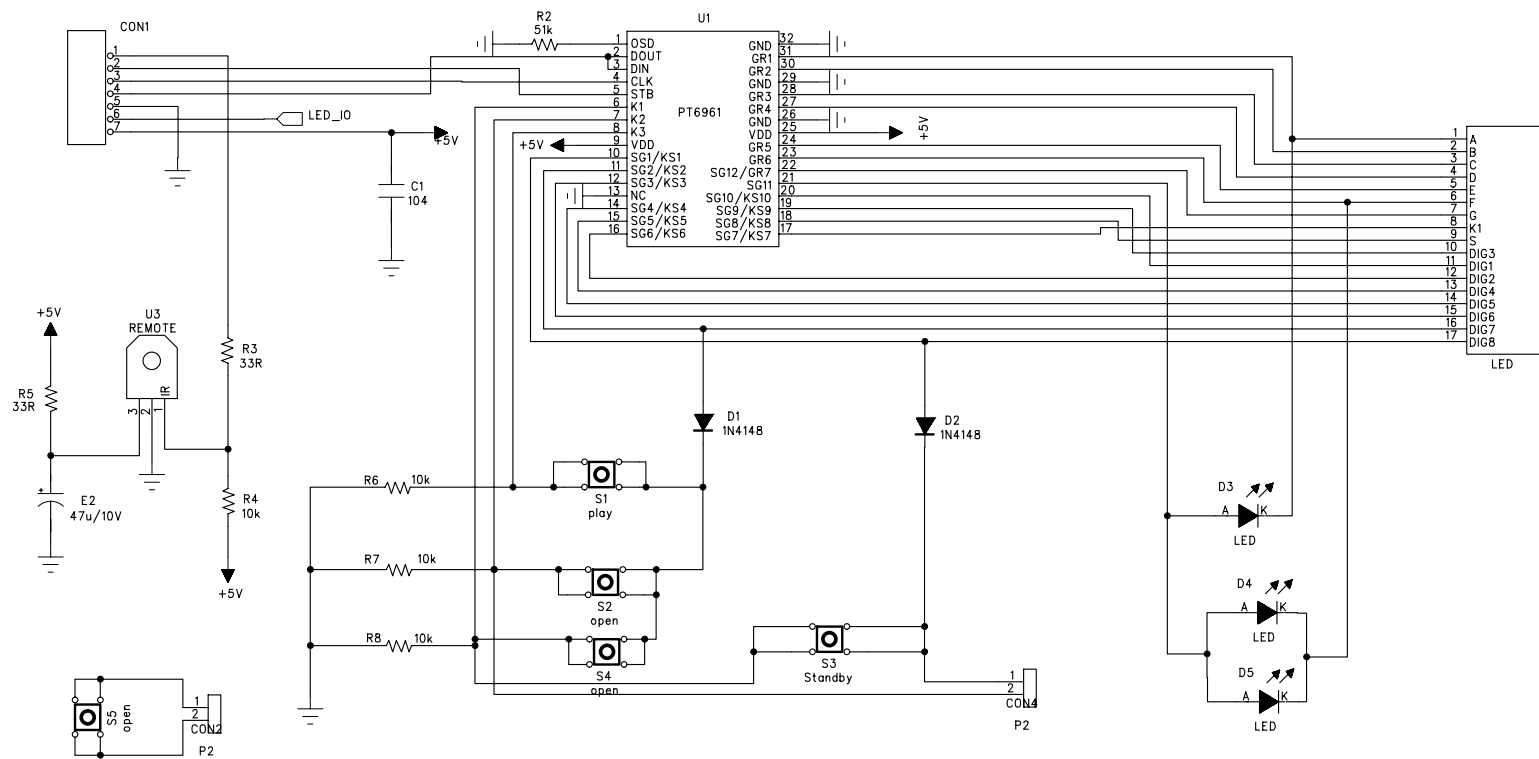 CON1
1
2
3
4
5
6
7
LED_IO
+5V
C1
104
R2
51k
U1
PT6961
1 OSD
2 DOUT
3 DIN
4 CLK
5 STB
6 K1
7 K2
8 K3
+5V
9 VDD
10 SG1/KS1
11 SG2/KS2
12 SG3/KS3
13 NC
14 SG4/KS4
15 SG5/KS5
16 SG6/KS6
GND 32
GR1 31
GR2 30
GND 29
GR3 28
GR4 27
GND 26
VDD 25
+5V
GR5 24
GR6 23
SG12/GR7 22
SG11 21
SG10/KS10 20
SG9/KS9 19
SG8/KS8 18
SG7/KS7 17
1 A
2 B
3 C
4 D
5 E
6 F
7 G
8 K1
9 S
10 DIG3
11 DIG1
12 DIG2
13 DIG4
14 DIG5
15 DIG6
16 DIG7
17 DIG8
LED
+5V
U3
REMOTE
IR
3
2
1
R5
33R
R3
33R
E2
+
47u/10V
R4
10k
+5V
D1
1N4148
D2
1N4148
R6 10k
S1
play
R7 10k
S2
open
R8 10k
S4
open
S3
Standby
1
2
CON4
P2
D3
A K
LED
D4
A K
LED
D5
A K
LED
S5
open
1
2
CON2
P2